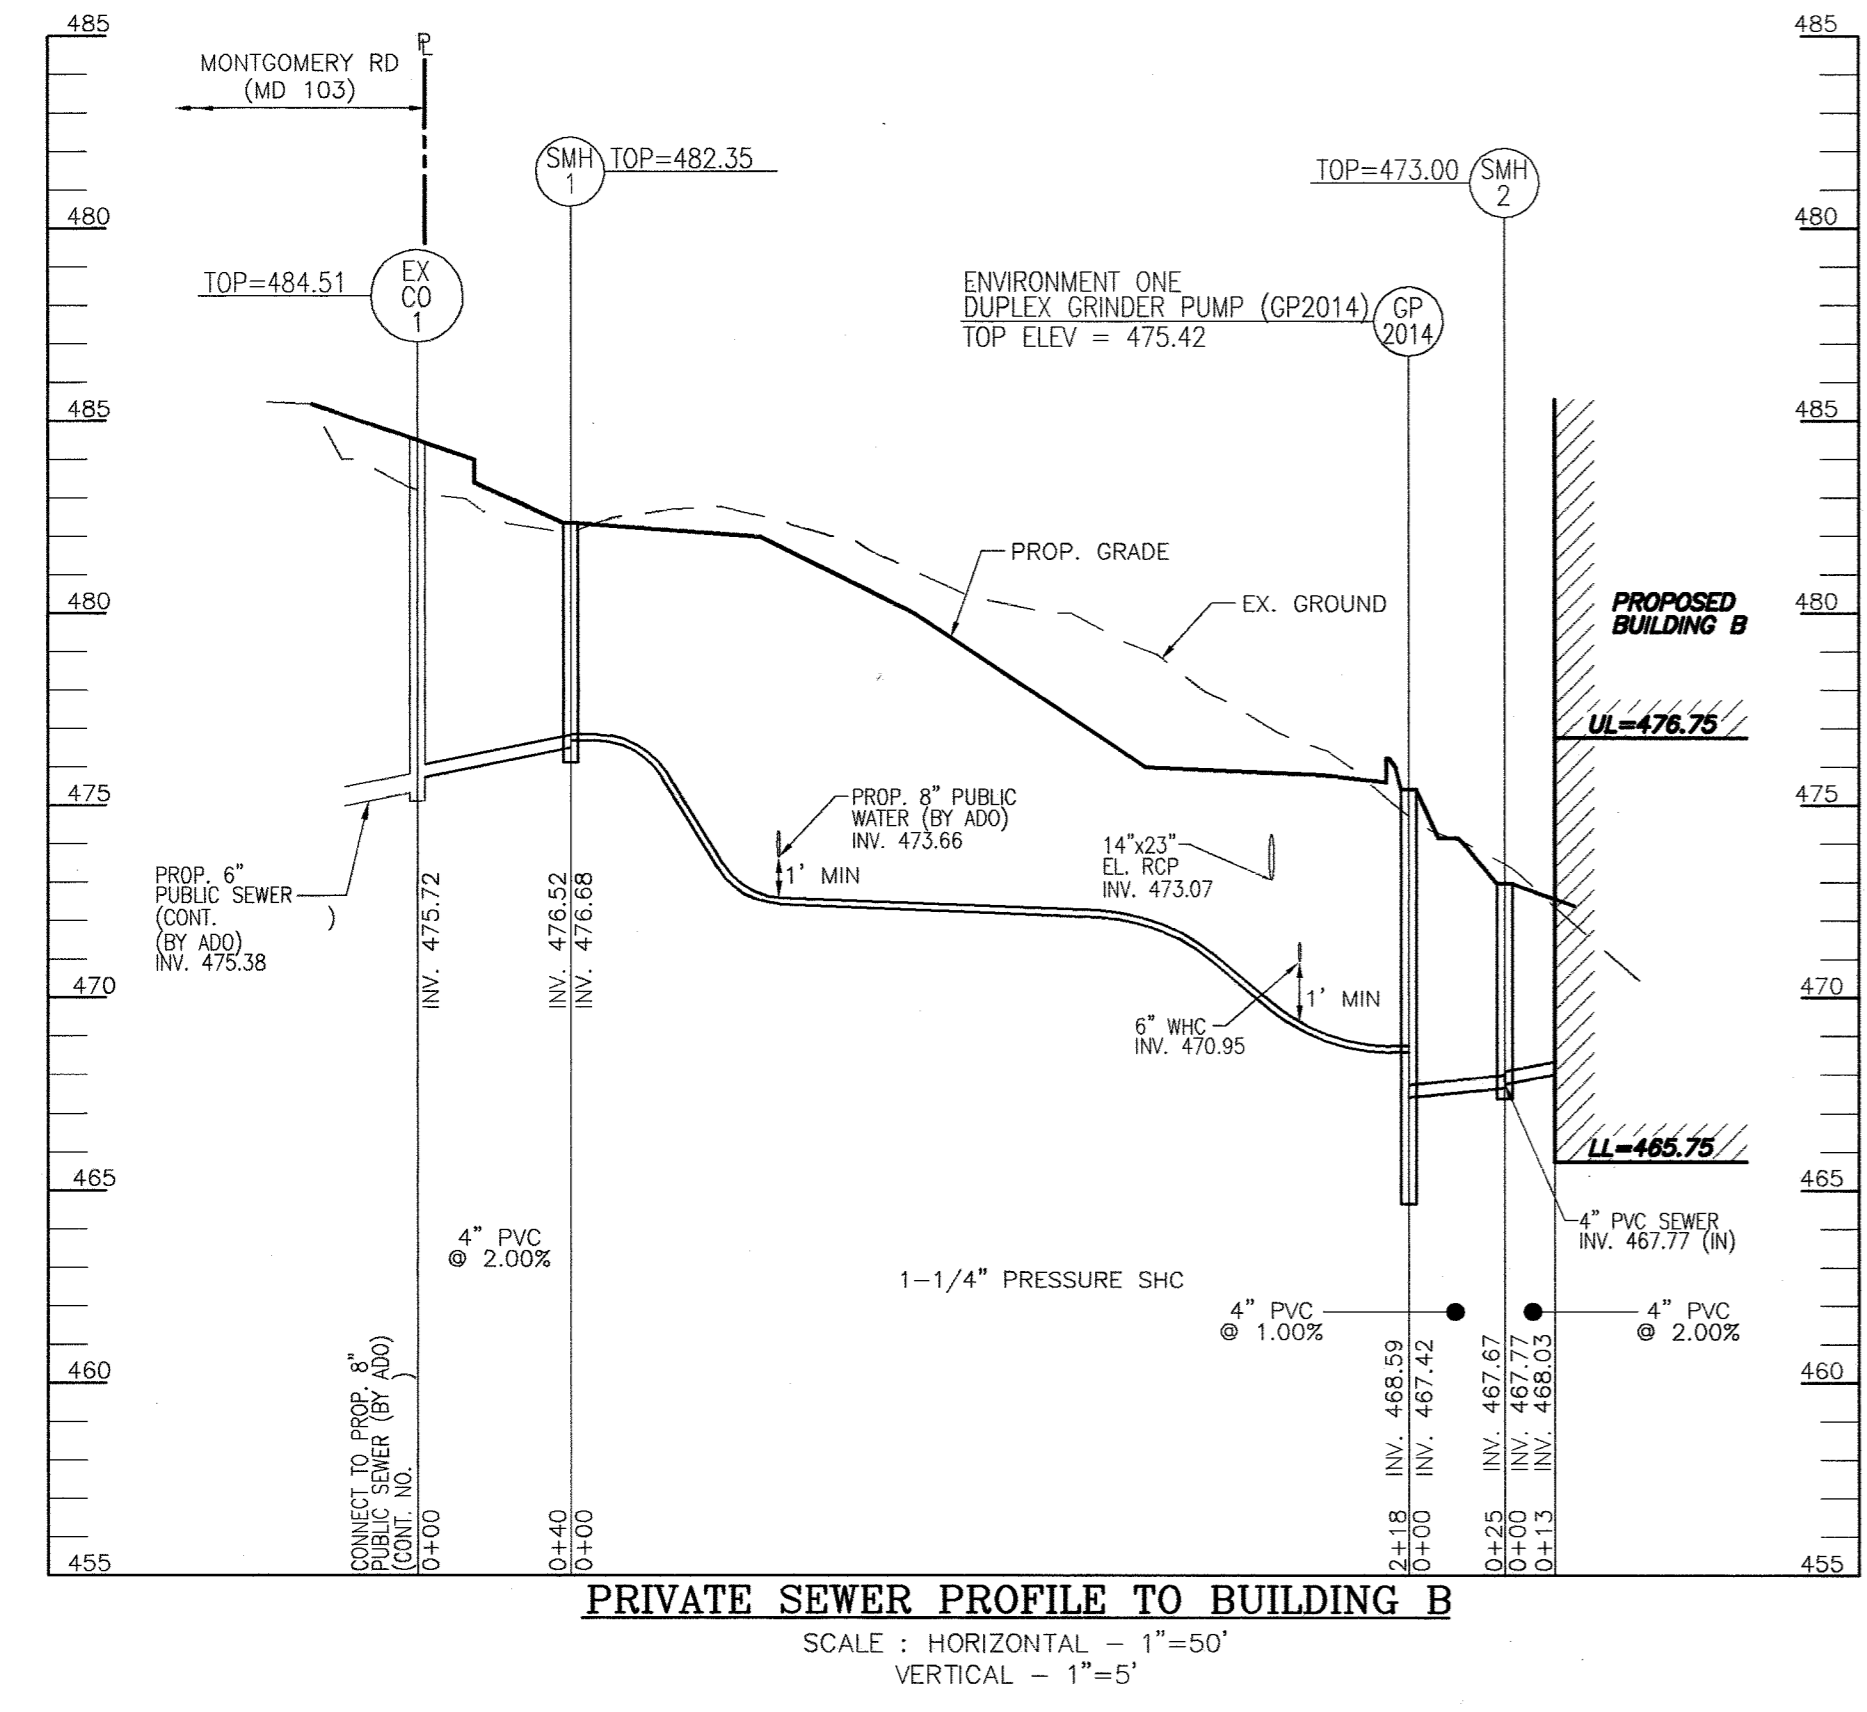 485
485
MONTGOMERY RD
(MD 103)
PL
SMH
1
TOP=482.35
TOP=473.00
SMH
2
480
480
TOP=484.51
EX
CO
1
ENVIRONMENT ONE
DUPLEX GRINDER PUMP (GP2014)
TOP ELEV = 475.42
GP
2014
485
485
PROP. GRADE
EX. GROUND
480
480
PROPOSED
BUILDING B
UL=476.75
475
475
PROP. 8" PUBLIC
WATER (BY ADO)
INV. 473.66
1' MIN
14"x23"
EL. RCP
INV. 473.07
PROP. 6"
PUBLIC SEWER
(CONT. )
(BY ADO)
INV. 475.38
INV. 475.72
INV. 476.52
INV. 476.68
470
470
1' MIN
6" WHC
INV. 470.95
LL=465.75
465
465
4" PVC SEWER
INV. 467.77 (IN)
4" PVC
@ 2.00%
1-1/4" PRESSURE SHC
4" PVC
@ 1.00%
4" PVC
@ 2.00%
460
460
INV. 468.59
INV. 467.42
INV. 467.67
INV. 467.77
INV. 468.03
CONNECT TO PROP. 8"
PUBLIC SEWER (BY ADO)
(CONT. NO. )
0+00
0+40
0+00
2+18
0+00
0+25
0+00
0+13
455
455
PRIVATE SEWER PROFILE TO BUILDING B
SCALE : HORIZONTAL - 1"=50'
VERTICAL - 1"=5'